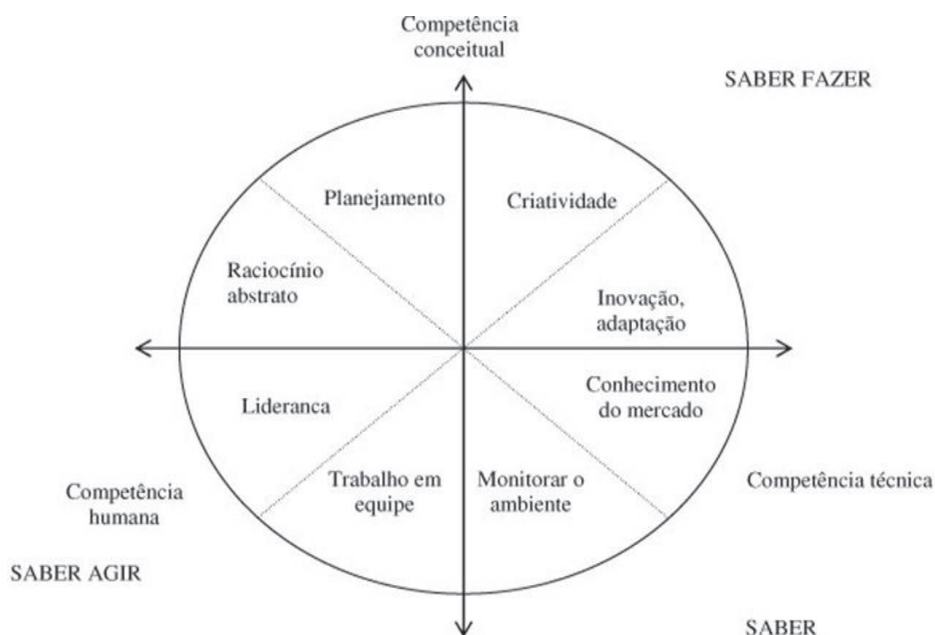 Competência
conceitual
SABER FAZER
Planejamento
Criatividade
Raciocínio
abstrato
Inovação,
adaptação
Lideranca
Conhecimento
do mercado
Trabalho em
equipe
Monitorar o
ambiente
Competência
humana
Competência técnica
SABER AGIR
SABER